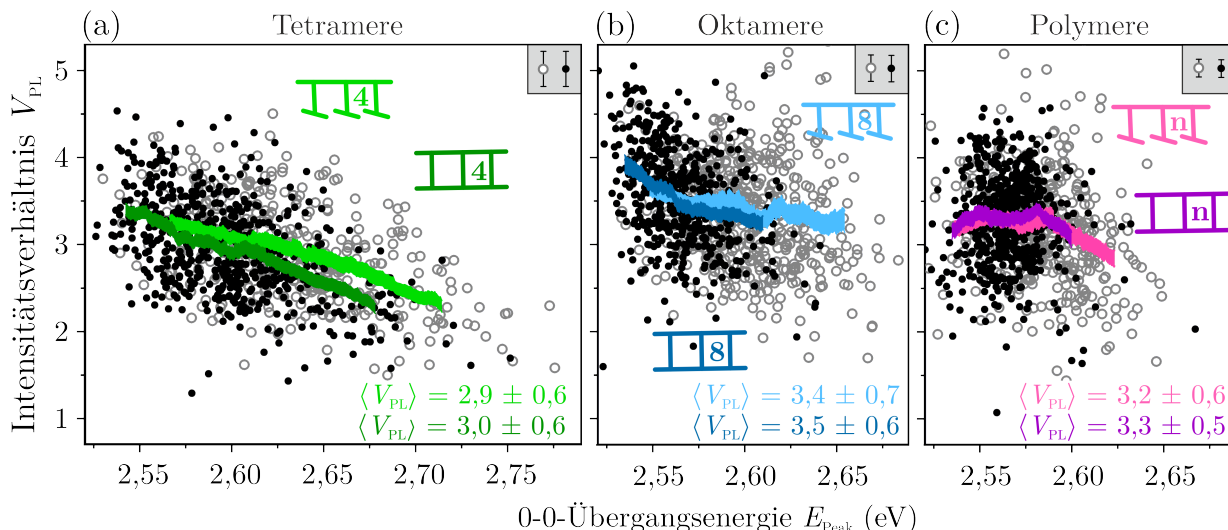 (a) Tetramere
(b) Oktamere
(c) Polymere
Intensitätsverhältnis V_PL
5
4
3
2
1
4
4
8
8
n
n
⟨V_PL⟩ = 2,9 ± 0,6
⟨V_PL⟩ = 3,0 ± 0,6
⟨V_PL⟩ = 3,4 ± 0,7
⟨V_PL⟩ = 3,5 ± 0,6
⟨V_PL⟩ = 3,2 ± 0,6
⟨V_PL⟩ = 3,3 ± 0,5
2,55 2,60 2,65 2,70 2,75
2,55 2,60 2,65
2,55 2,60 2,65
0-0-Übergangsenergie E_Peak (eV)